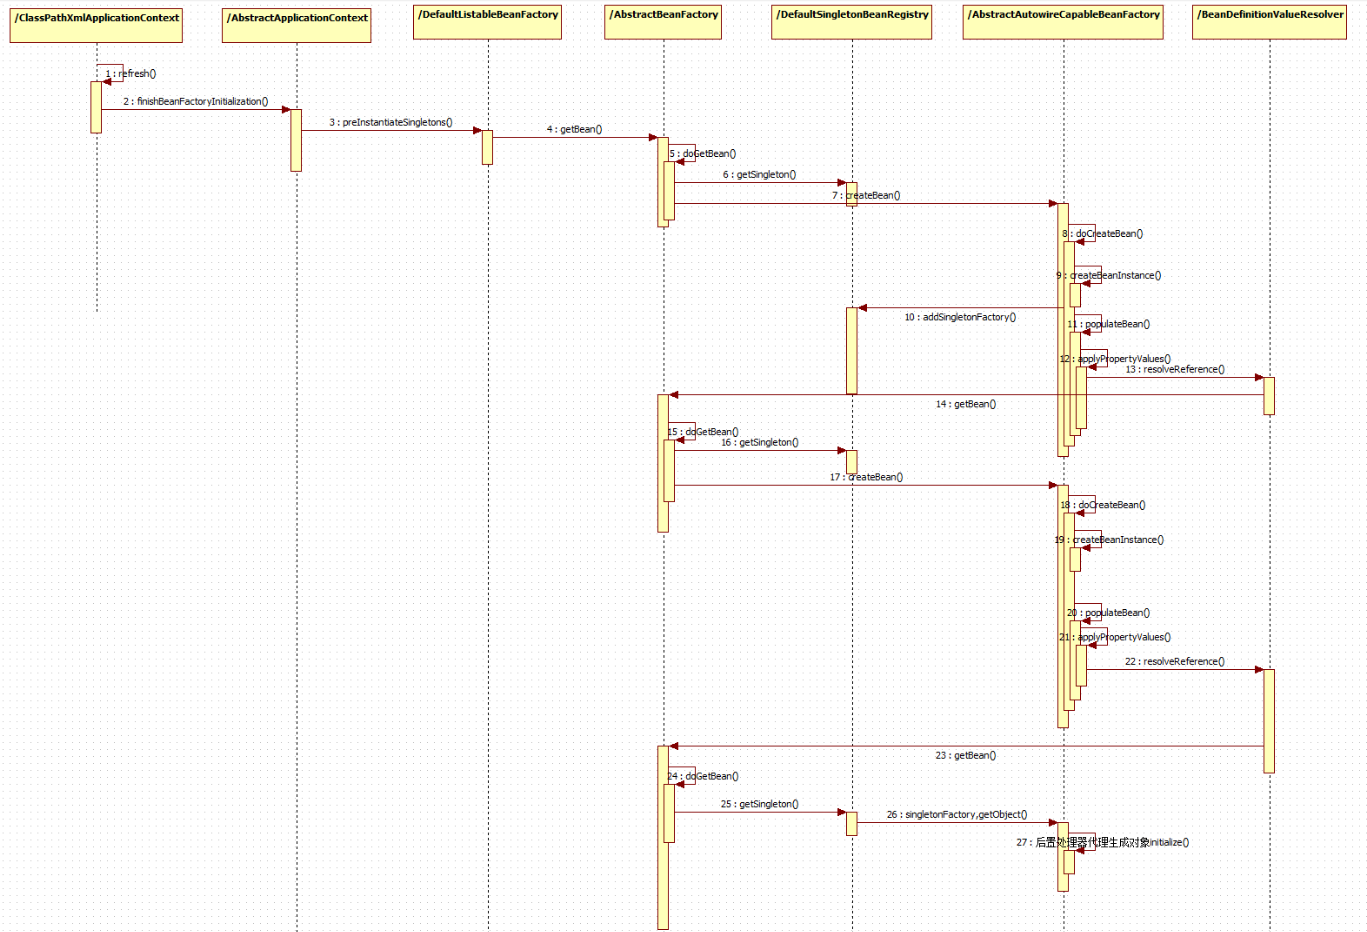 /ClassPathXmlApplicationContext
/AbstractApplicationContext
/DefaultListableBeanFactory
/AbstractBeanFactory
/DefaultSingletonBeanRegistry
/AbstractAutowireCapableBeanFactory
/BeanDefinitionValueResolver
1 : refresh()
2 : finishBeanFactoryInitialization()
3 : preInstantiateSingletons()
4 : getBean()
5 : doGetBean()
6 : getSingleton()
7 : createBean()
8 : doCreateBean()
9 : createBeanInstance()
10 : addSingletonFactory()
11 : populateBean()
12 : applyPropertyValues()
13 : resolveReference()
14 : getBean()
15 : doGetBean()
16 : getSingleton()
17 : createBean()
18 : doCreateBean()
19 : createBeanInstance()
20 : populateBean()
21 : applyPropertyValues()
22 : resolveReference()
23 : getBean()
24 : doGetBean()
25 : getSingleton()
26 : singletonFactory,getObject()
27 : 后置处理器代理生成对象initialize()